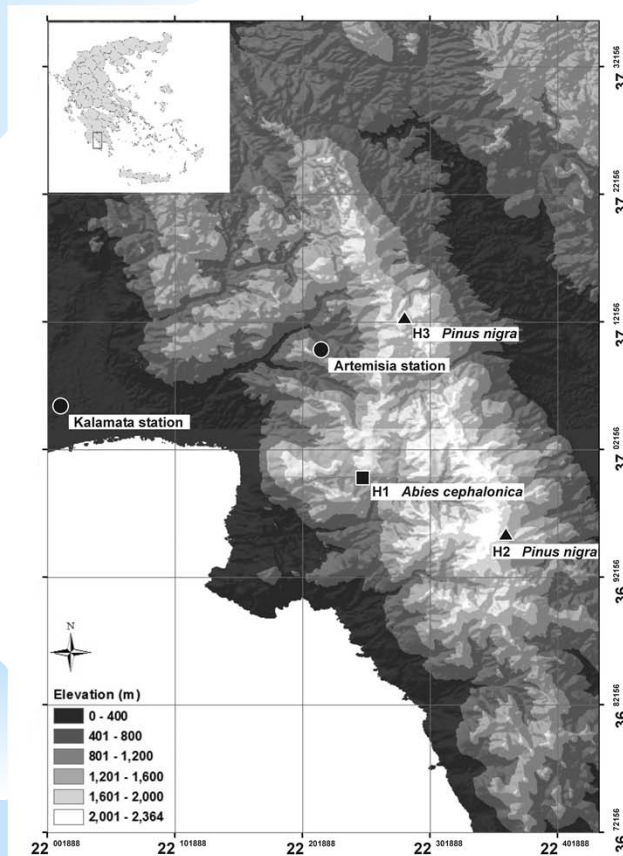 37 32156
37 22156
37 12156
H3 Pinus nigra
Artemisia station
Kalamata station
37 02156
H1 Abies cephalonica
H2 Pinus nigra
36 92156
N
Elevation (m)
0 - 400
401 - 800
801 - 1,200
1,201 - 1,600
1,601 - 2,000
2,001 - 2,364
36 82156
36 72156
22 001888 22 101888 22 201888 22 301888 22 401888